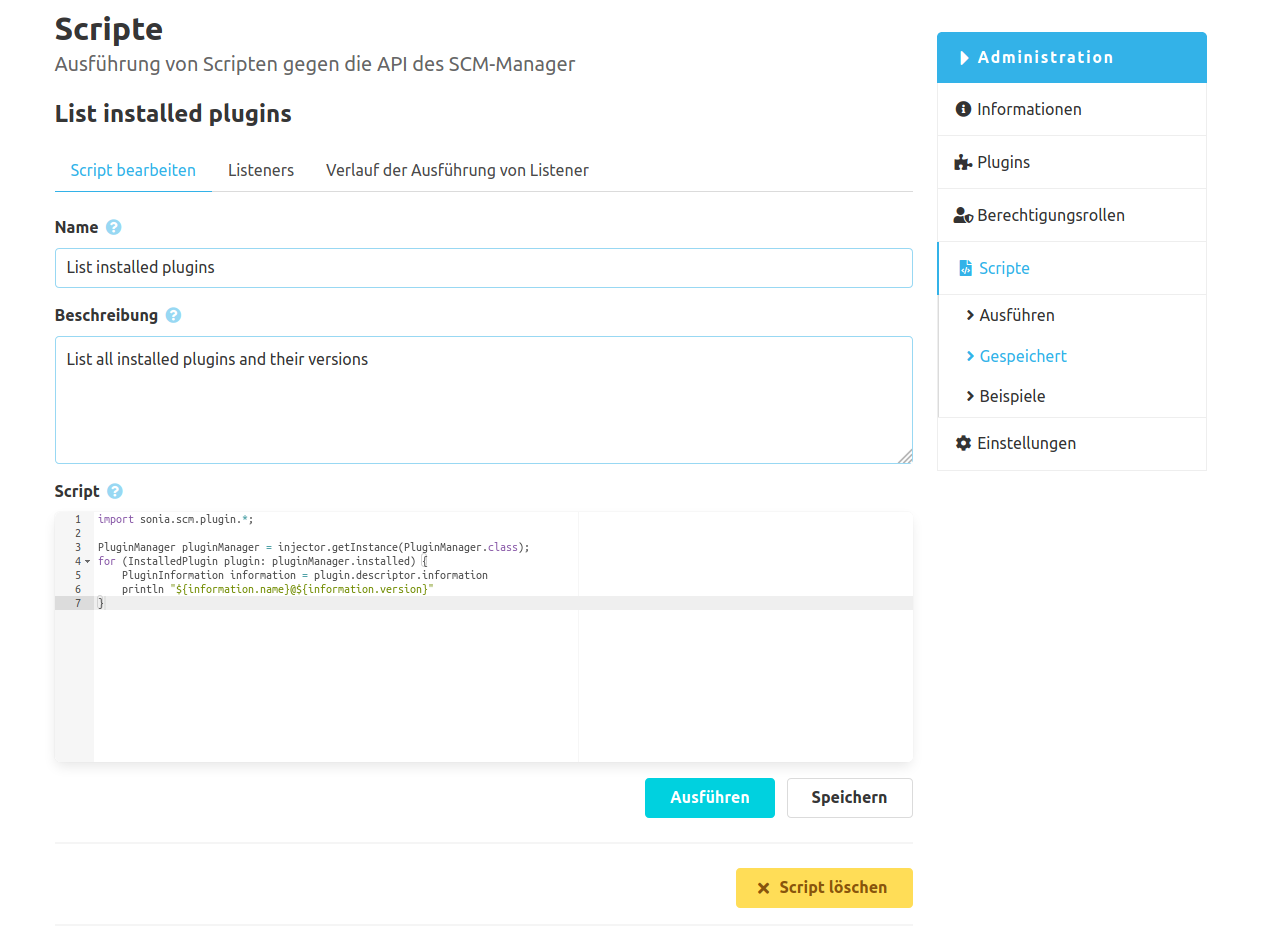 Scripte
Ausführung von Scripten gegen die API des SCM-Manager
List installed plugins
Script bearbeiten Listeners Verlauf der Ausführung von Listener
Name ?
List installed plugins
Beschreibung ?
List all installed plugins and their versions
Script ?
1 import sonia.scm.plugin.*;
2
3 PluginManager pluginManager = injector.getInstance(PluginManager.class);
4 for (InstalledPlugin plugin: pluginManager.installed) {
5     PluginInformation information = plugin.descriptor.information
6     println "${information.name}@${information.version}"
7 }
Ausführen Speichern
Script löschen
Administration
Informationen
Plugins
Berechtigungsrollen
Scripte
Ausführen
Gespeichert
Beispiele
Einstellungen